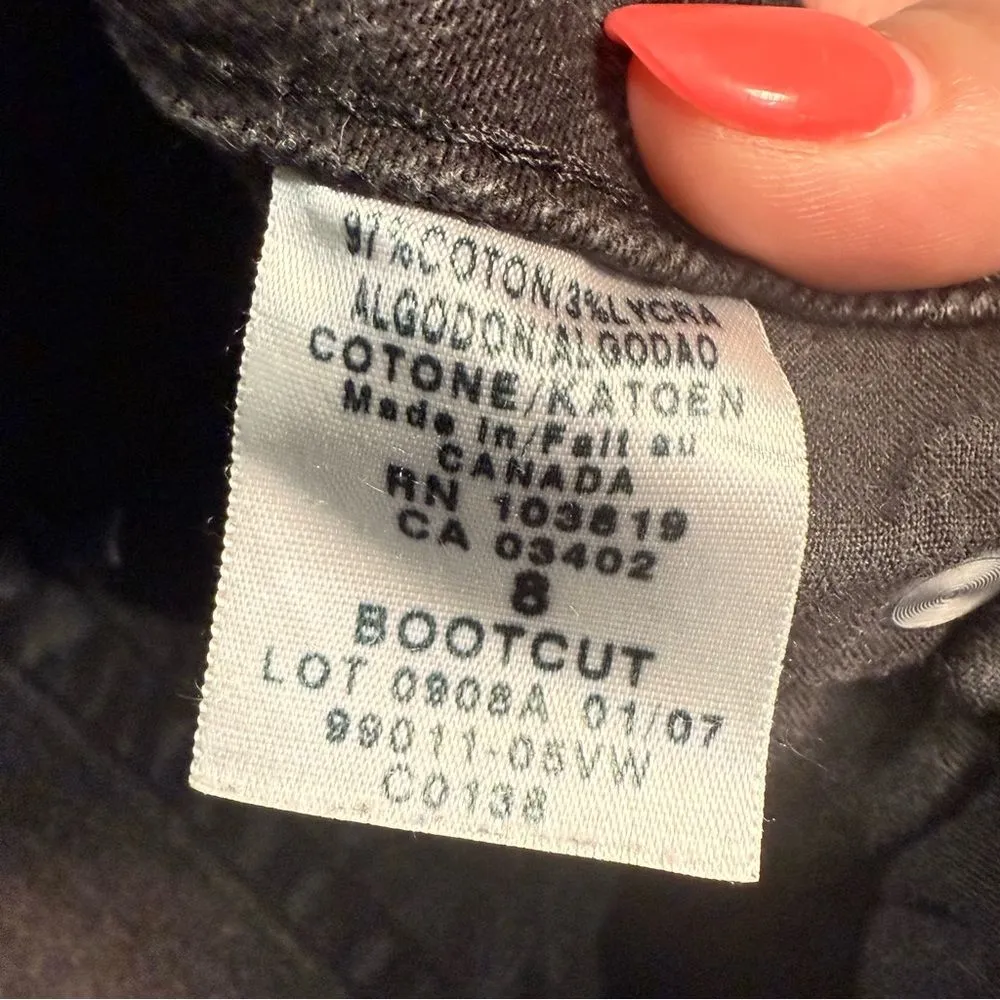 97%COTON/3%LYCRA
ALGODON/ALGODAO
COTONE/KATOEN
Made in/Fait au
CANADA
RN 103819
CA 03402
8
BOOTCUT
LOT 0908A 01/07
99011-05VW
C0138